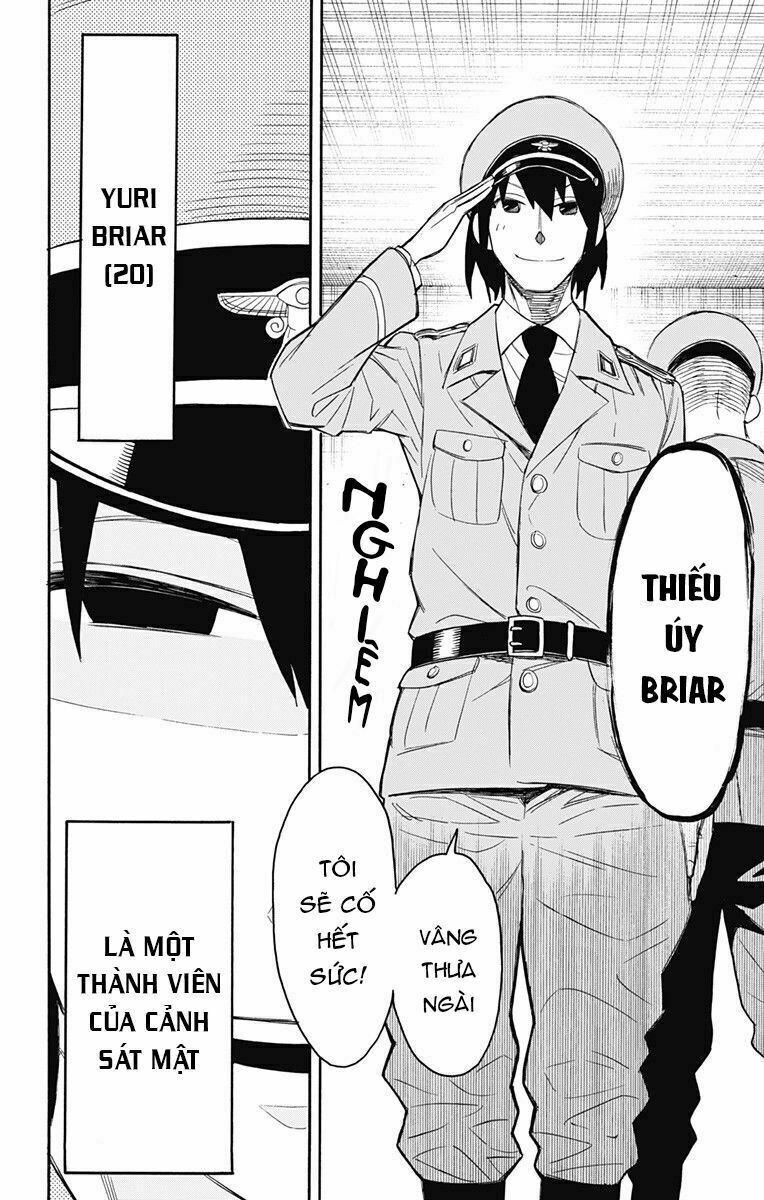 THIẾU
ÚY
BRIAR
VÂNG
THƯA
NGÀI
TÔI
SẼ CỐ
HẾT
SỨC!
NGHIÊM
YURI
BRIAR
(20)
LÀ MỘT
THÀNH VIÊN
CỦA CẢNH
SÁT MẬT